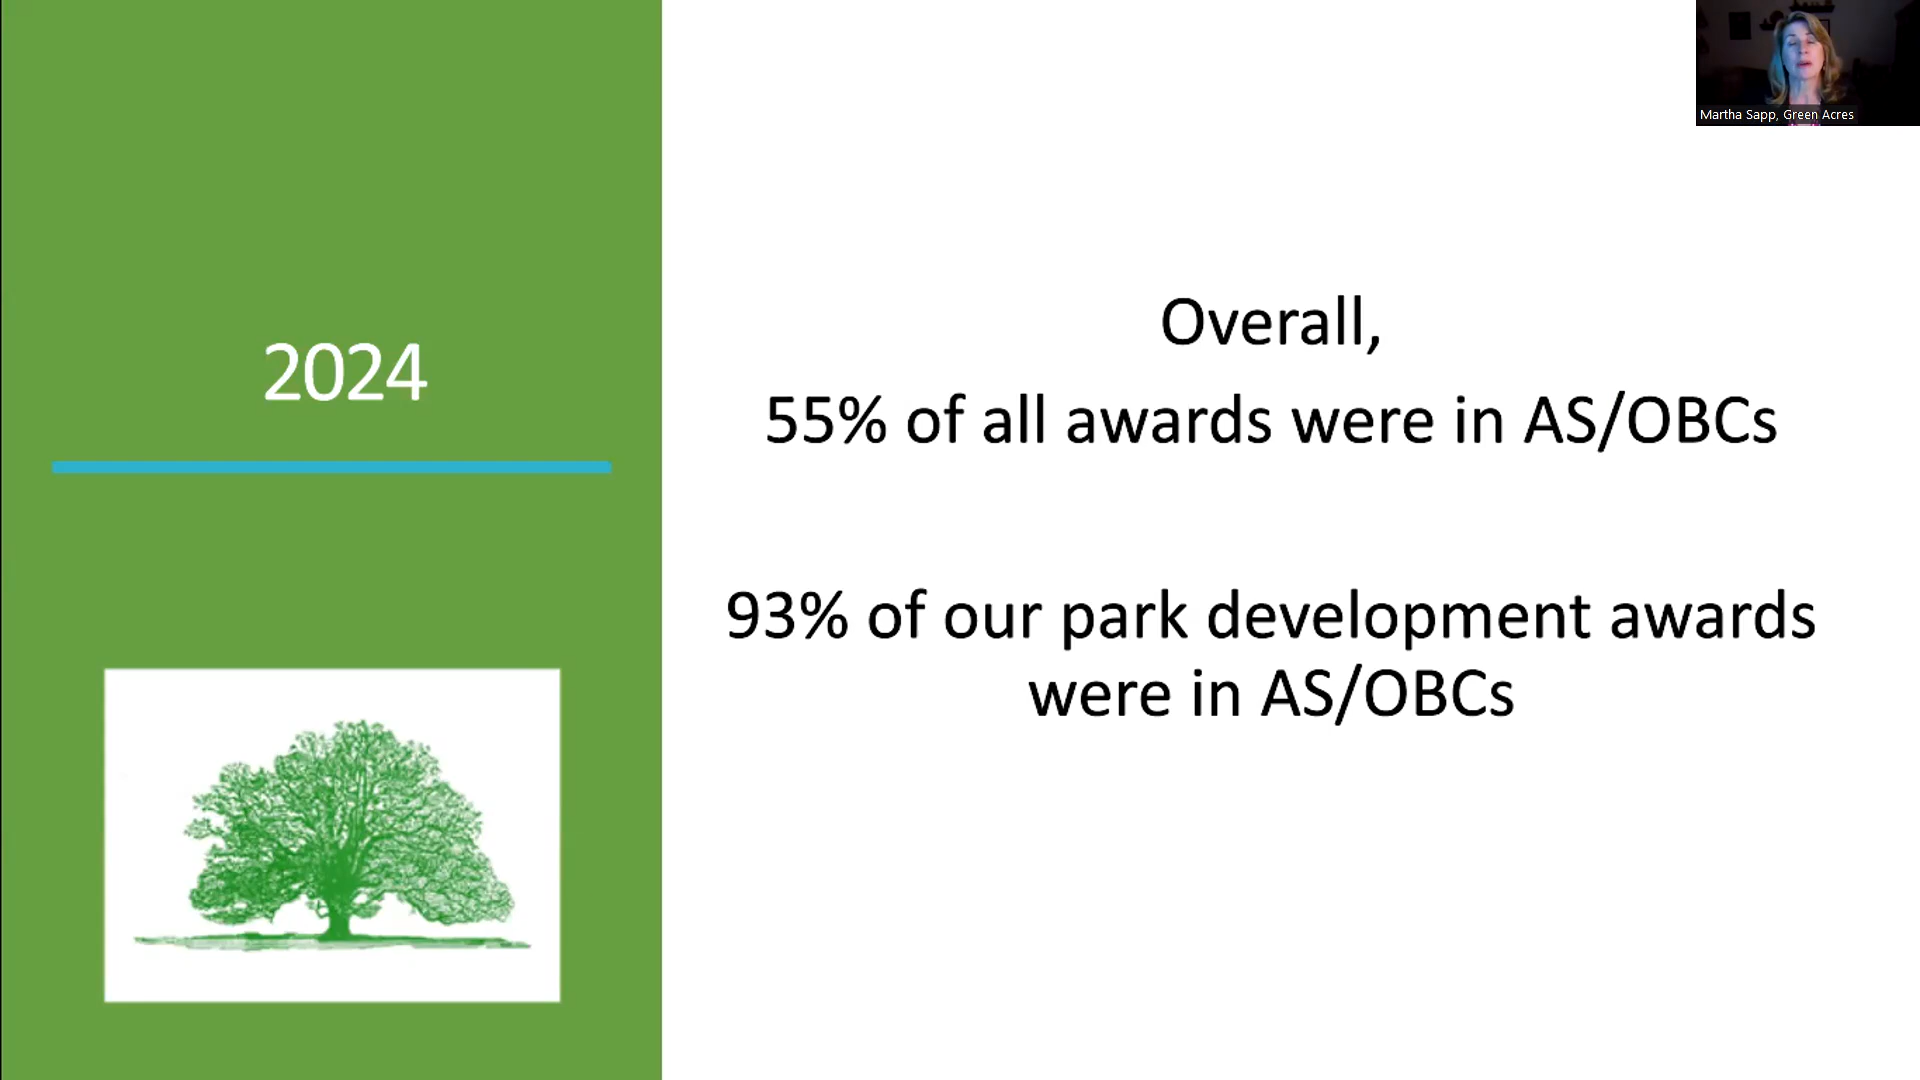 2024
Overall,
55% of all awards were in AS/OBCs
93% of our park development awards
were in AS/OBCs
Martha Sapp, Green Acres